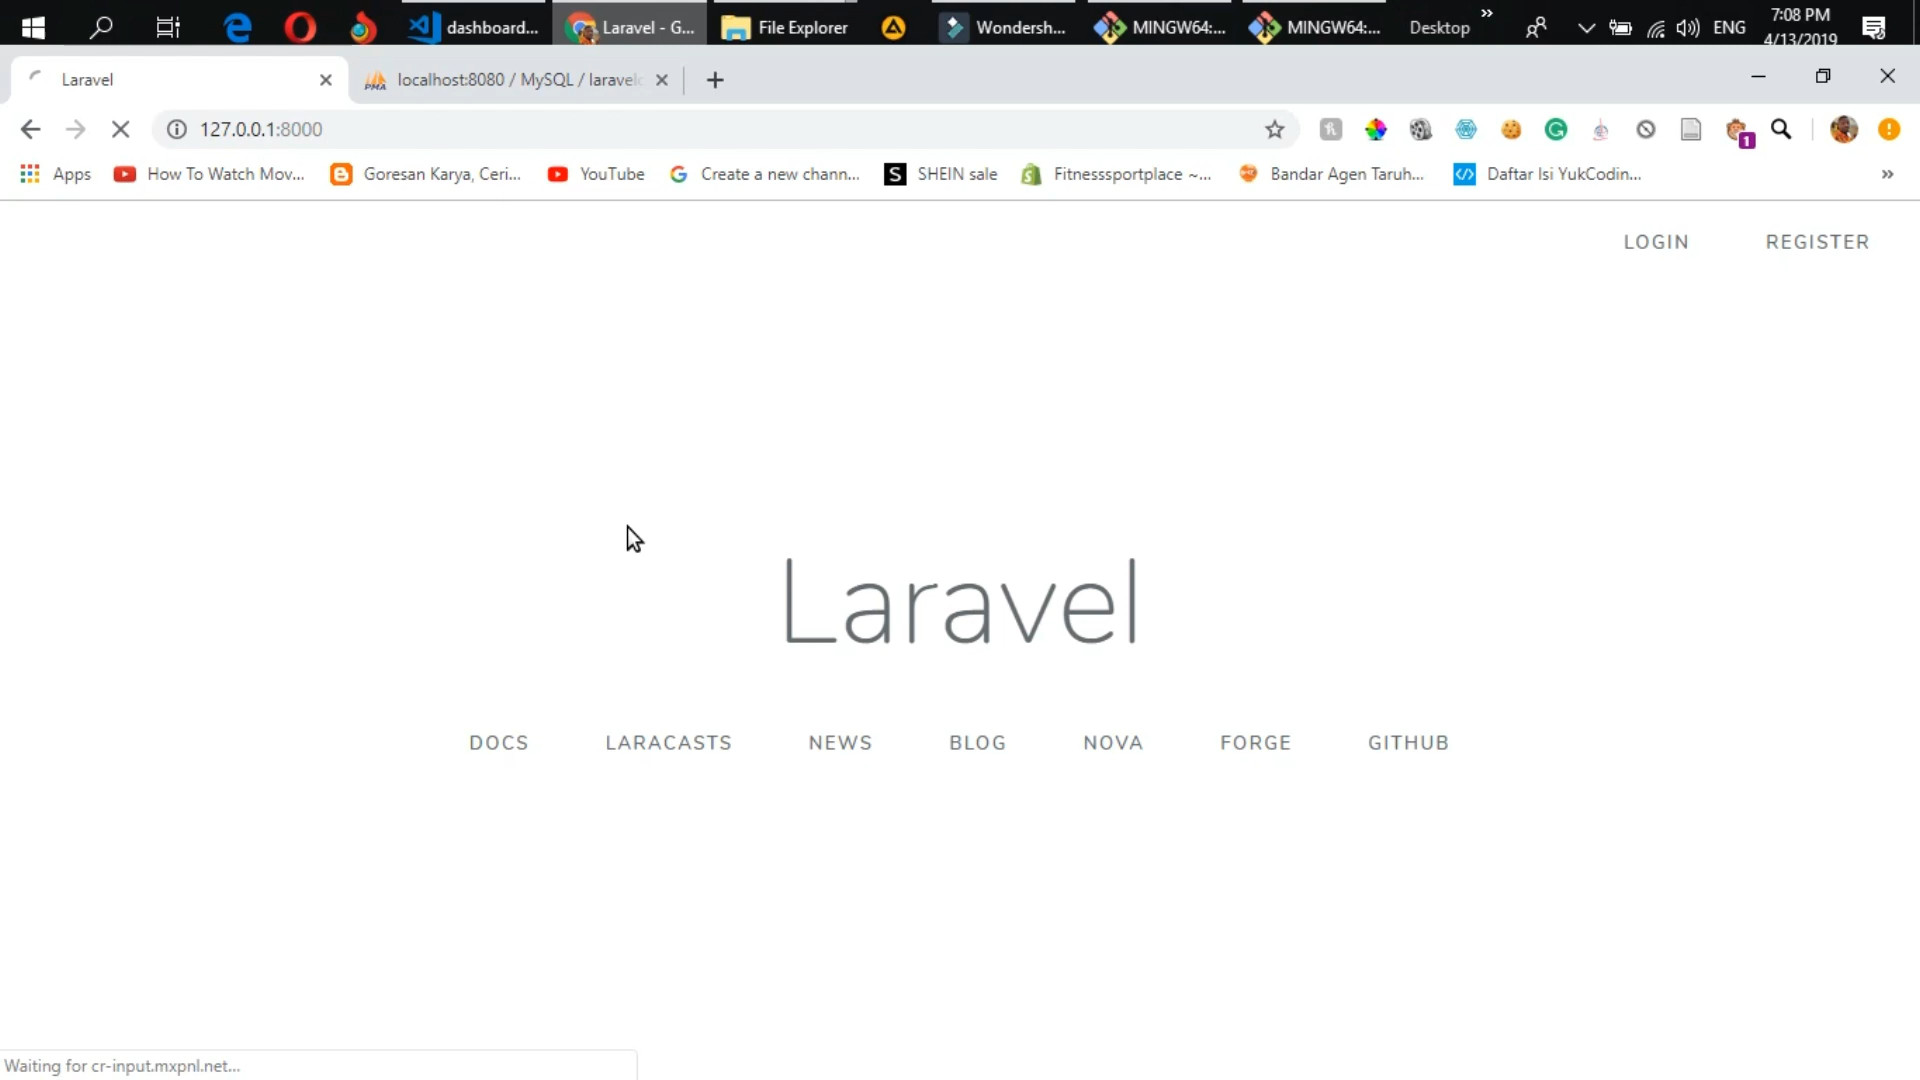 dashboard...
Laravel - G...
File Explorer
Wondersh...
MINGW64:...
MINGW64:...
Desktop
»
ENG
7:08 PM
4/13/2019
Laravel
localhost:8080 / MySQL / laravel
127.0.0.1:8000
1
Apps
How To Watch Mov...
Goresan Karya, Ceri...
YouTube
Create a new chann...
SHEIN sale
Fitnesssportplace ~...
Bandar Agen Taruh...
Daftar Isi YukCodin...
»
LOGIN
REGISTER
Laravel
DOCS
LARACASTS
NEWS
BLOG
NOVA
FORGE
GITHUB
Waiting for cr-input.mxpnl.net...